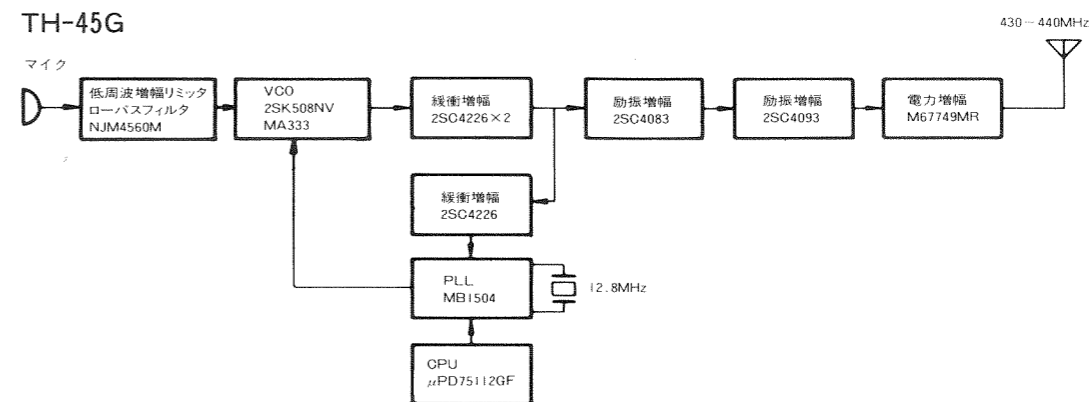 TH-45G
430－440MHz
マイク
低周波増幅リミッタ
ローパスフィルタ
NJM4560M
VCO
2SK508NV
MA333
緩衝増幅
2SC4226×2
励振増幅
2SC4083
励振増幅
2SC4093
電力増幅
M67749MR
緩衝増幅
2SC4226
PLL
MB1504
12.8MHz
CPU
μPD75112GF